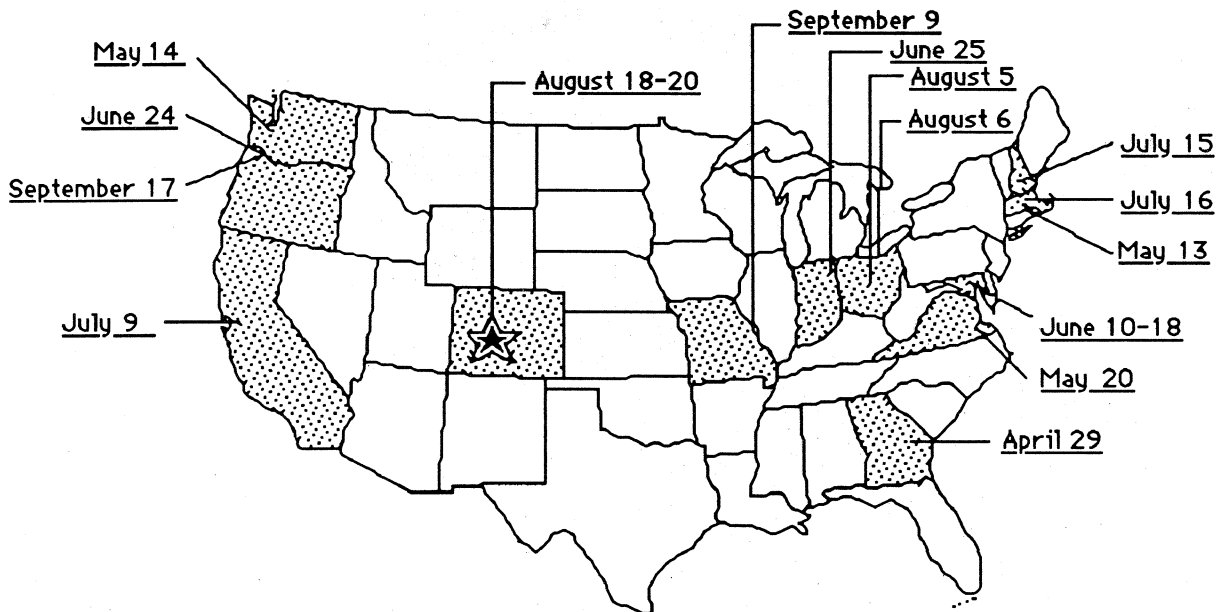 September 9
May 14
June 25
August 18-20
August 5
June 24
August 6
July 15
September 17
July 16
May 13
July 9
June 10-18
May 20
April 29